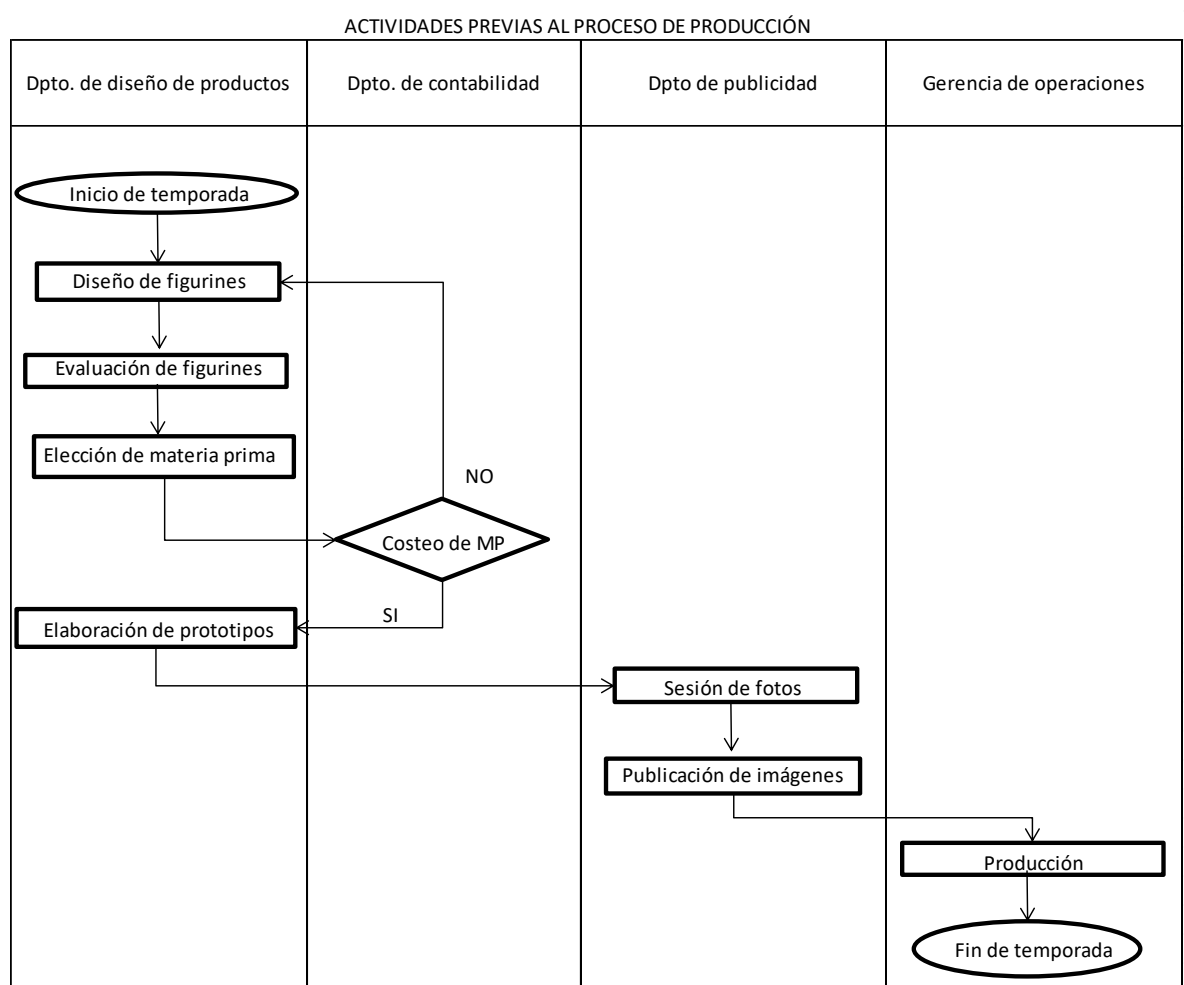 ACTIVIDADES PREVIAS AL PROCESO DE PRODUCCIÓN
Dpto. de diseño de productos
Dpto. de contabilidad
Dpto de publicidad
Gerencia de operaciones
Inicio de temporada
Diseño de figurines
Evaluación de figurines
Elección de materia prima
NO
Costeo de MP
SI
Elaboración de prototipos
Sesión de fotos
Publicación de imágenes
Producción
Fin de temporada